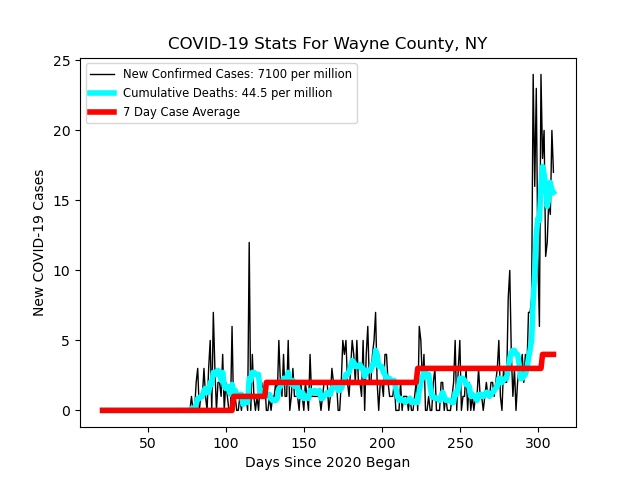 COVID-19 Stats For Wayne County, NY
New Confirmed Cases: 7100 per million
Cumulative Deaths: 44.5 per million
7 Day Case Average
25
20
15
10
5
0
New COVID-19 Cases
50 100 150 200 250 300
Days Since 2020 Began